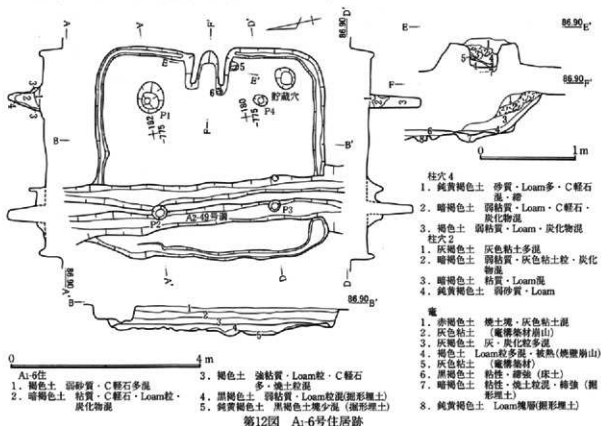 A
A'
F'
D'
86.90 D'
E
E'
86.90 E'
F
F'
P1
-182
-775
P4
-180
-775
貯蔵穴
B
B'
A2-49号溝
P2
P3
A'
D
86.90 A'
86.90 B'
0 1m
0 4m
柱穴4
1. 鈍黄褐色土 砂質・Loam多・C軽石混・締
2. 暗褐色土 弱粘質・Loam・C軽石・炭化物混
3. 褐色土 弱粘質・Loam・炭化物混
柱穴2
1. 灰褐色土 灰色粘土多混
2. 暗褐色土 弱粘質・灰色粘土粒・炭化物混
3. 暗褐色土 粘質・Loam混
4. 鈍黄褐色土 弱砂質・Loam
竈
1. 赤褐色土 焼土塊・灰色粘土混
2. 灰色粘土 (竈構築材崩山)
3. 灰褐色土 灰・炭化粒多混
4. 褐色土 Loam粒多混・被熱(焼壁崩山)
5. 灰色粘土 (竈構築材)
6. 黒褐色土 粘性・締強(床土)
7. 暗褐色土 粘性・焼土粒混・締強(掘形埋土)
8. 鈍黄褐色土 Loam塊層(掘形埋土)
A1-6住
1. 褐色土 弱砂質・C軽石多混
2. 暗褐色土 粘質・C軽石・Loam粒・炭化物混
3. 褐色土 強粘質・Loam粒・C軽石多・焼土粒混
4. 黒褐色土 弱粘質・Loam粒混(掘形埋土)
5. 鈍黄褐色土 黒褐色土塊少混(掘形埋土)
第12図 A1-6号住居跡